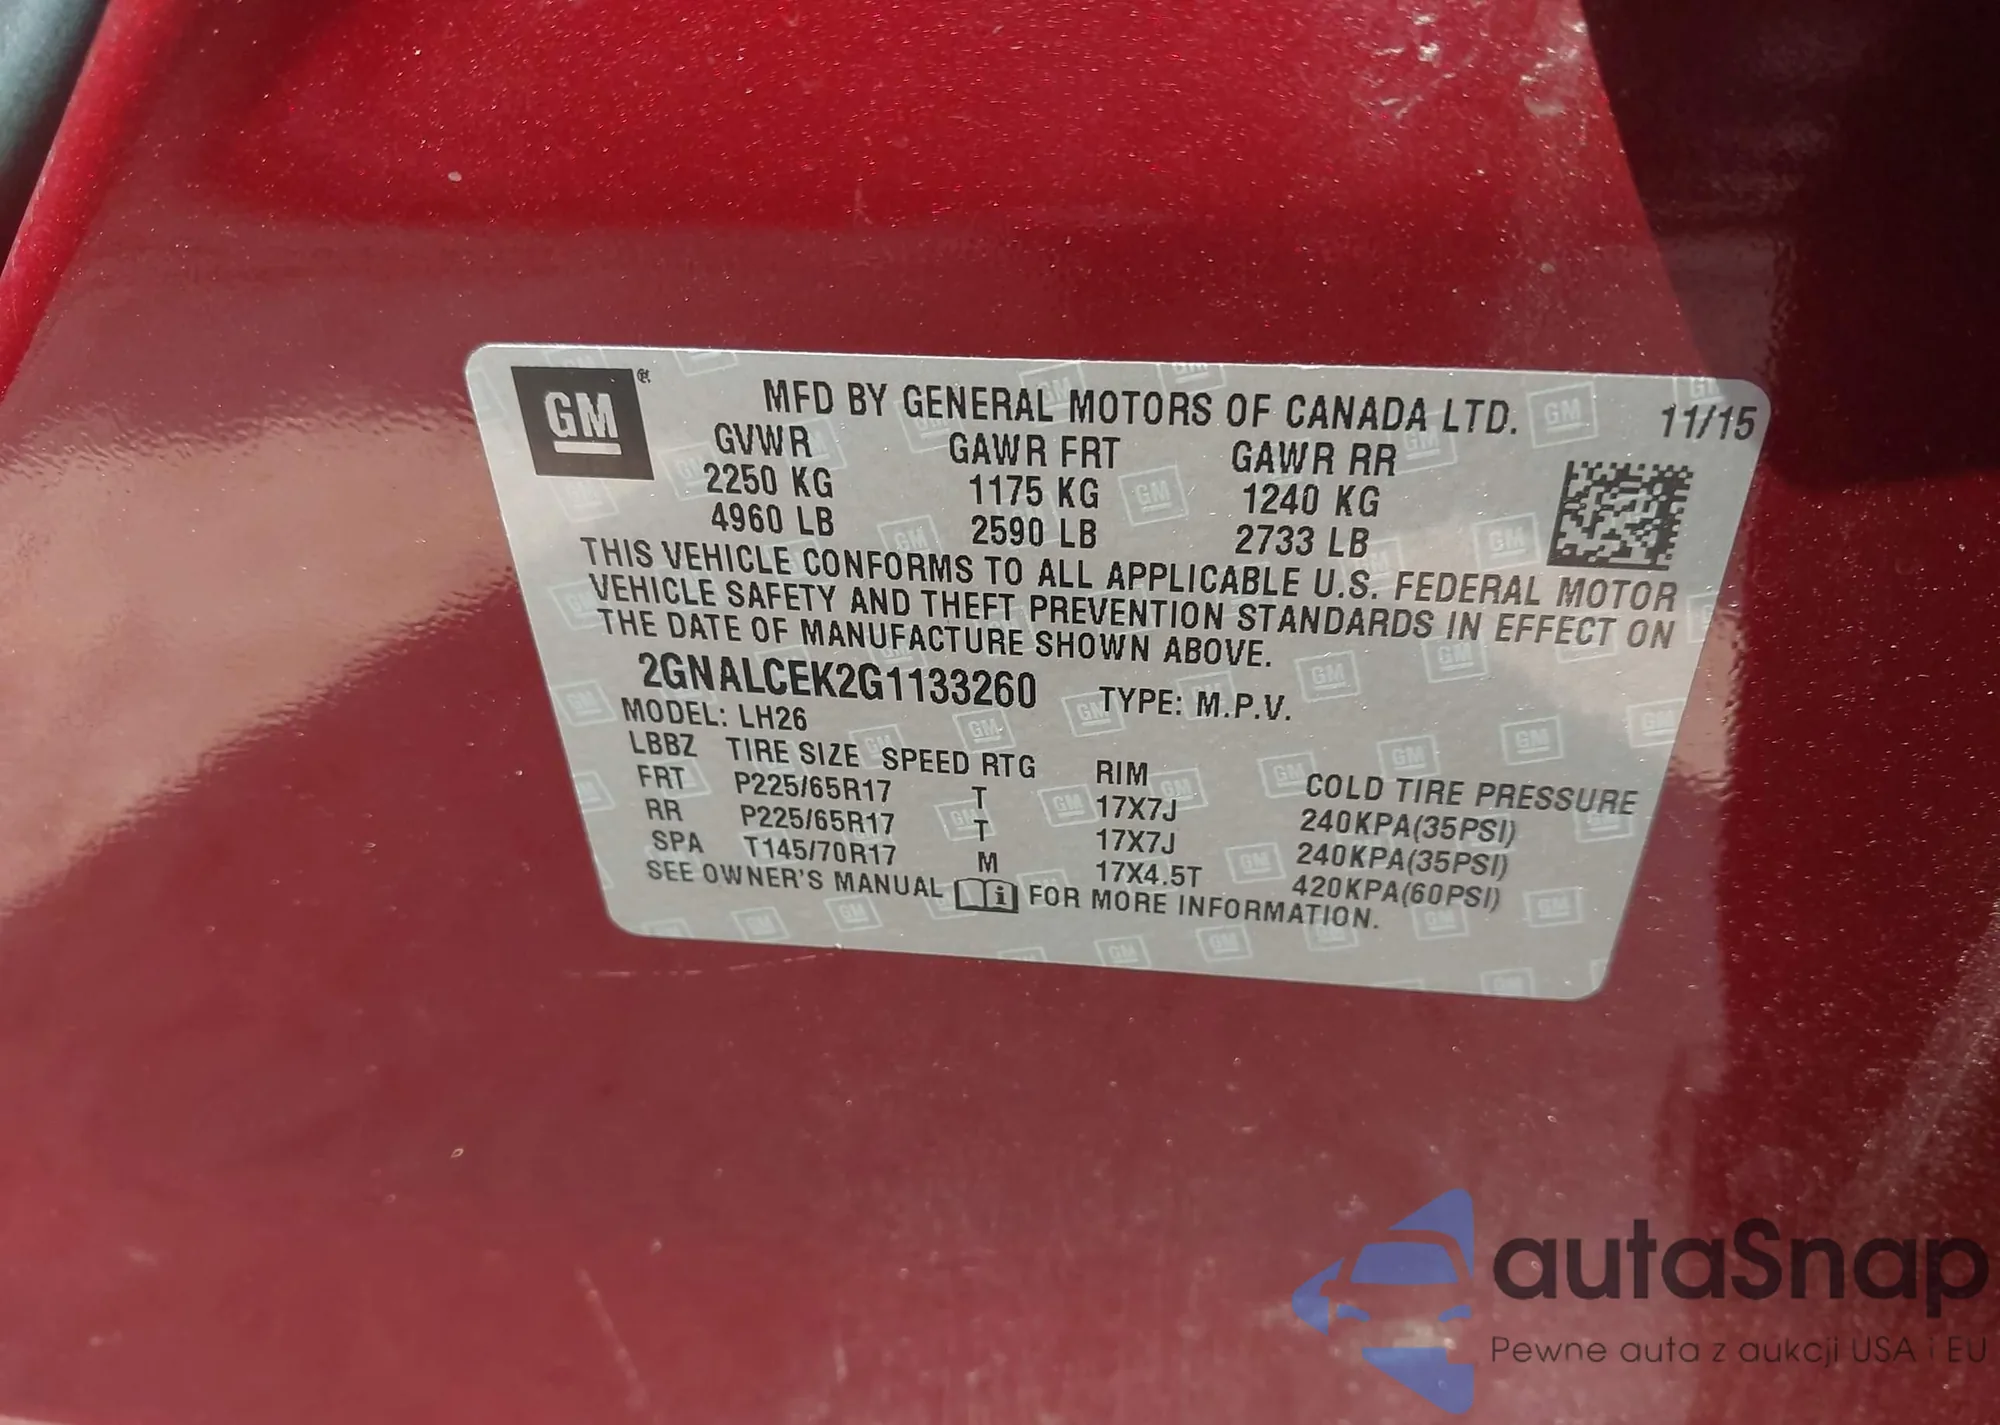 GM
MFD BY GENERAL MOTORS OF CANADA LTD. 11/15
GVWR GAWR FRT GAWR RR
2250 KG 1175 KG 1240 KG
4960 LB 2590 LB 2733 LB
THIS VEHICLE CONFORMS TO ALL APPLICABLE U.S. FEDERAL MOTOR
VEHICLE SAFETY AND THEFT PREVENTION STANDARDS IN EFFECT ON
THE DATE OF MANUFACTURE SHOWN ABOVE.
2GNALCEK2G1133260 TYPE: M.P.V.
MODEL: LH26
LBBZ TIRE SIZE SPEED RTG RIM COLD TIRE PRESSURE
FRT P225/65R17 T 17X7J 240KPA(35PSI)
RR P225/65R17 T 17X7J 240KPA(35PSI)
SPA T145/70R17 M 17X4.5T 420KPA(60PSI)
SEE OWNER'S MANUAL FOR MORE INFORMATION.
autaSnap
Pewne auta z aukcji USA i EU